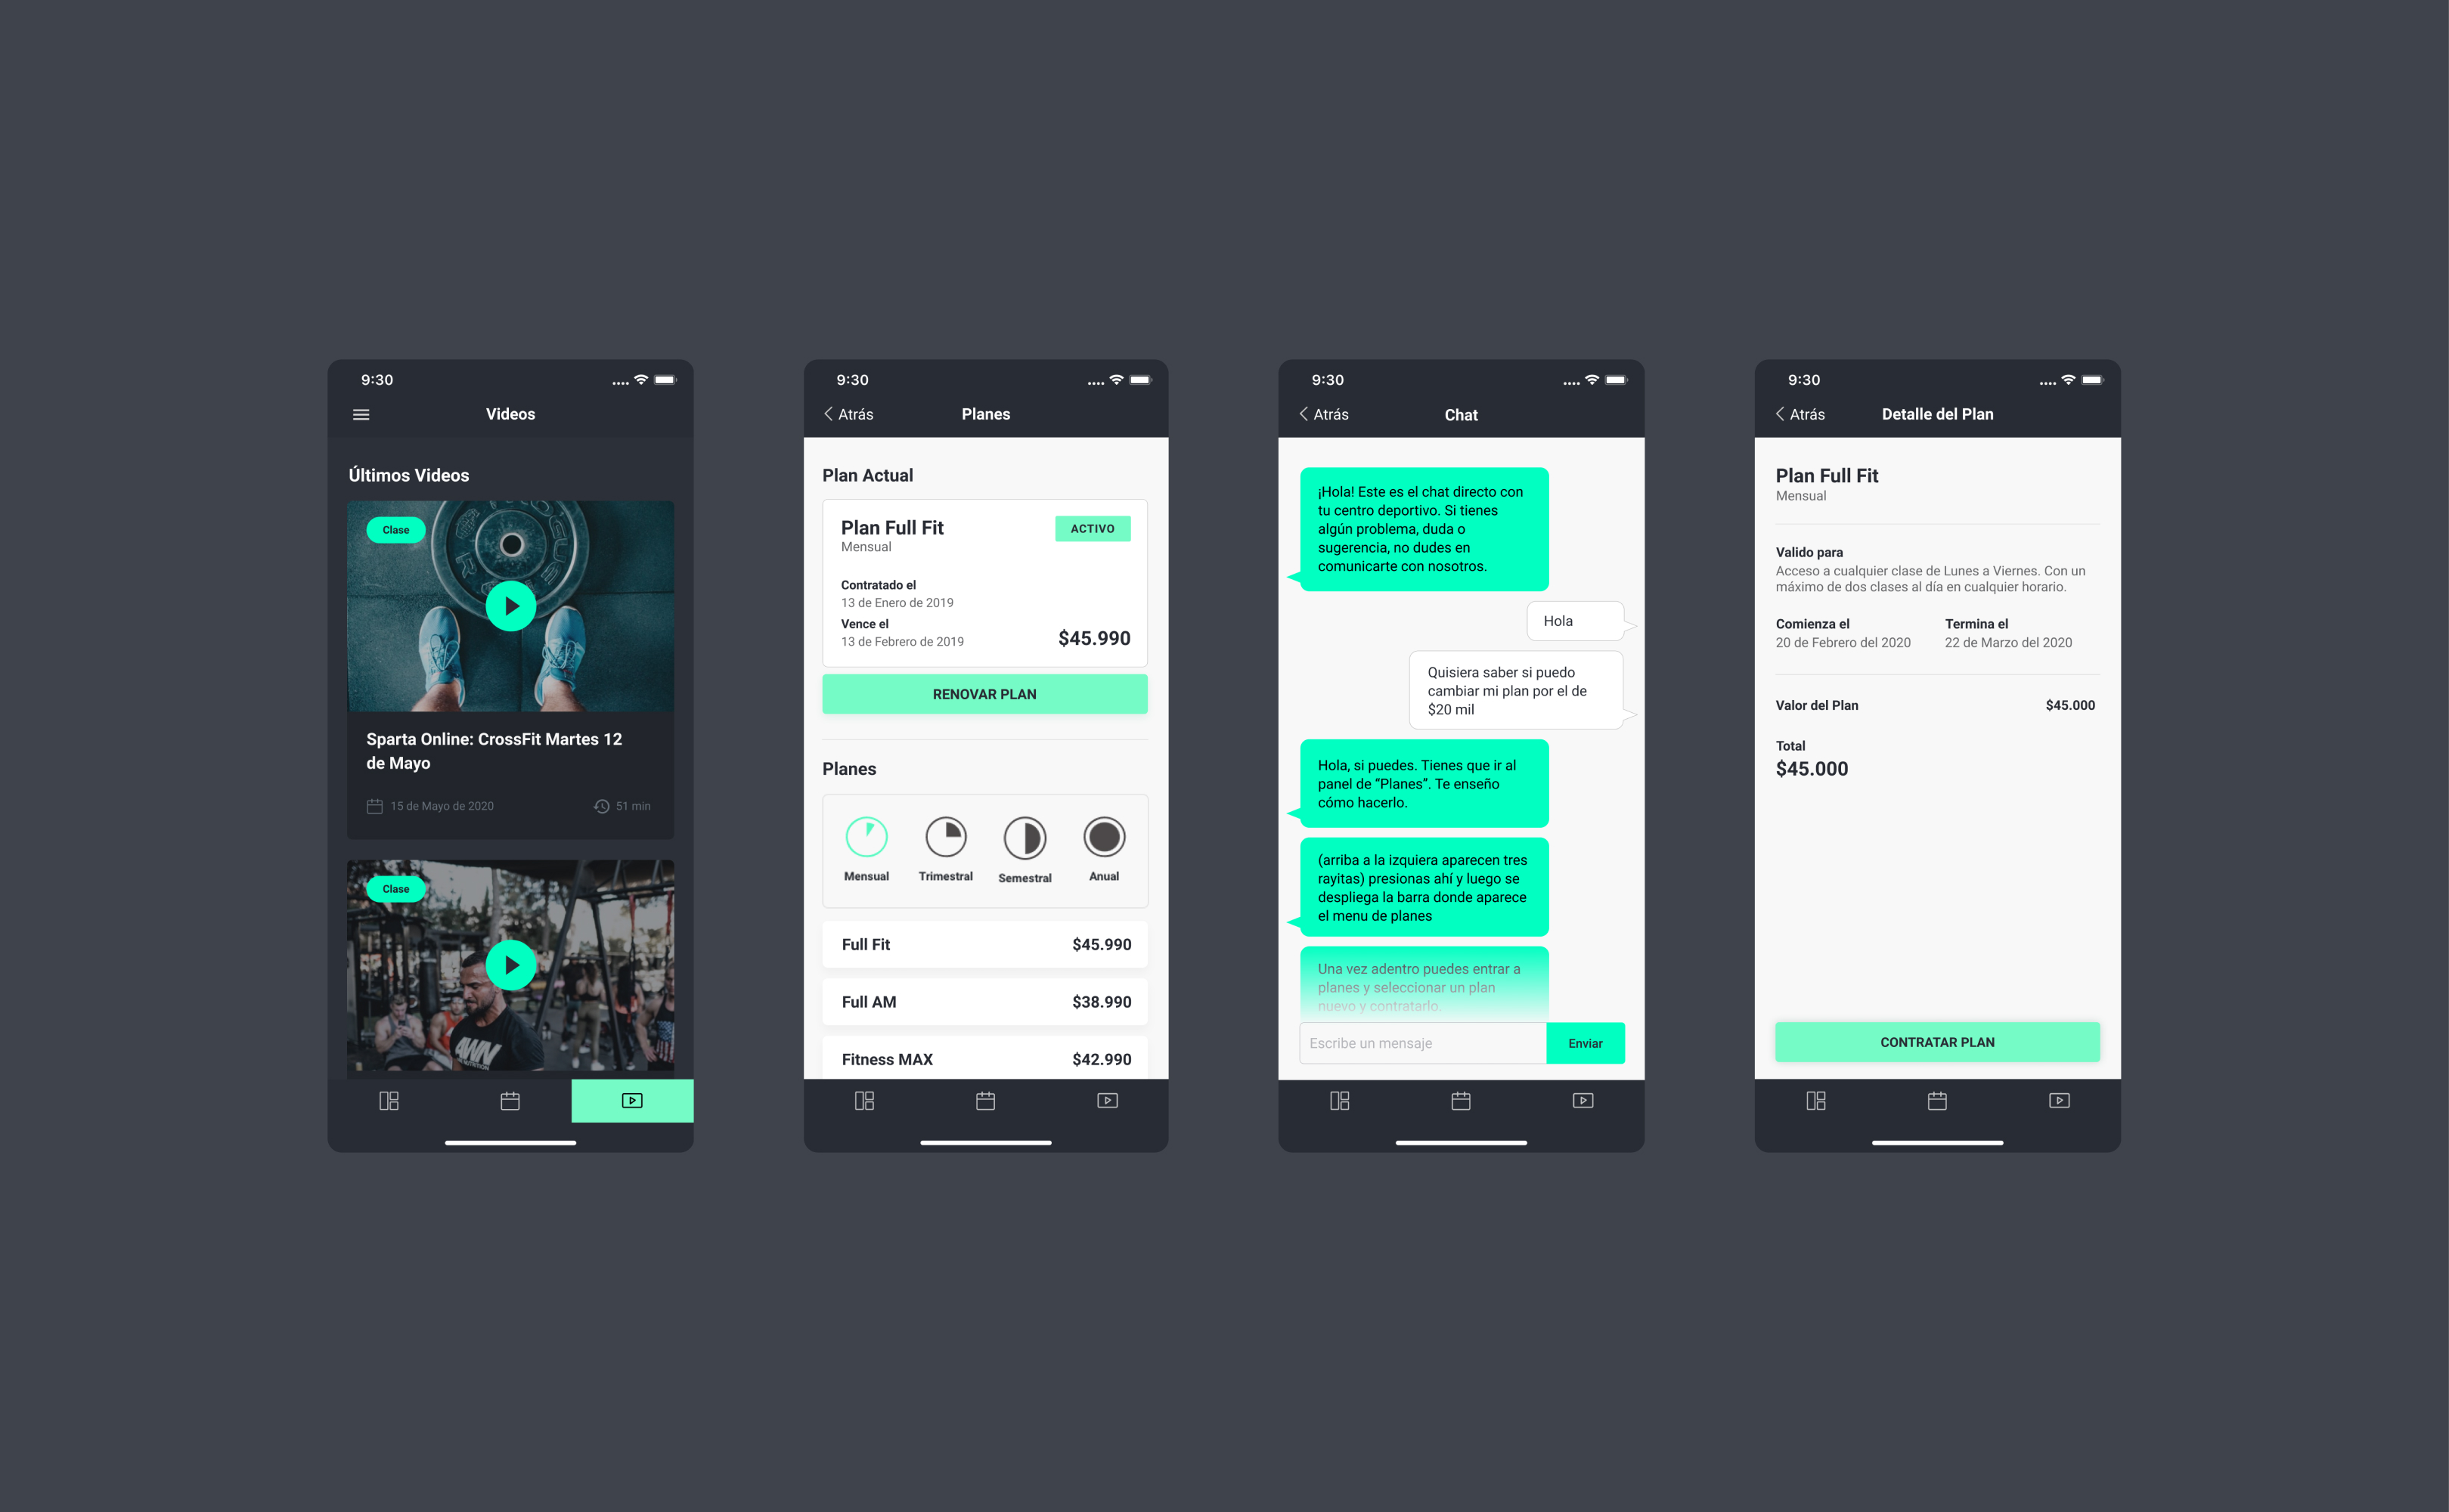 9:30
Videos
Últimos Videos
Clase
Sparta Online: CrossFit Martes 12
de Mayo
15 de Mayo de 2020
51 min
Clase
9:30
Atrás
Planes
Plan Actual
Plan Full Fit
ACTIVO
Mensual
Contratado el
13 de Enero de 2019
Vence el
13 de Febrero de 2019
$45.990
RENOVAR PLAN
Planes
Mensual
Trimestral
Semestral
Anual
Full Fit
$45.990
Full AM
$38.990
Fitness MAX
$42.990
9:30
Atrás
Chat
¡Hola! Este es el chat directo con
tu centro deportivo. Si tienes
algún problema, duda o
sugerencia, no dudes en
comunicarte con nosotros.
Hola
Quisiera saber si puedo
cambiar mi plan por el de
$20 mil
Hola, si puedes. Tienes que ir al
panel de “Planes”. Te enseño
cómo hacerlo.
(arriba a la izquiera aparecen tres
rayitas) presionas ahí y luego se
despliega la barra donde aparece
el menu de planes
Una vez adentro puedes entrar a
planes y seleccionar un plan
nuevo y contratarlo.
Escribe un mensaje
Enviar
9:30
Atrás
Detalle del Plan
Plan Full Fit
Mensual
Valido para
Acceso a cualquier clase de Lunes a Viernes. Con un
máximo de dos clases al día en cualquier horario.
Comienza el
20 de Febrero del 2020
Termina el
22 de Marzo del 2020
Valor del Plan
$45.000
Total
$45.000
CONTRATAR PLAN